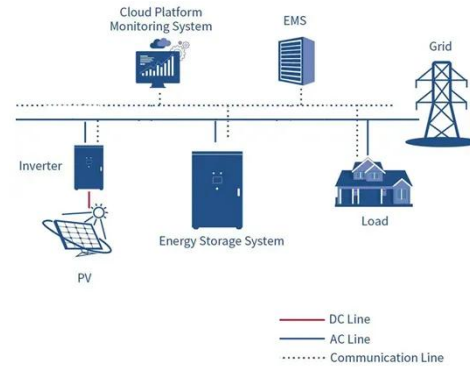 Cloud Platform
Monitoring System
EMS
Grid
Inverter
Energy Storage System
Load
PV
DC Line
AC Line
Communication Line